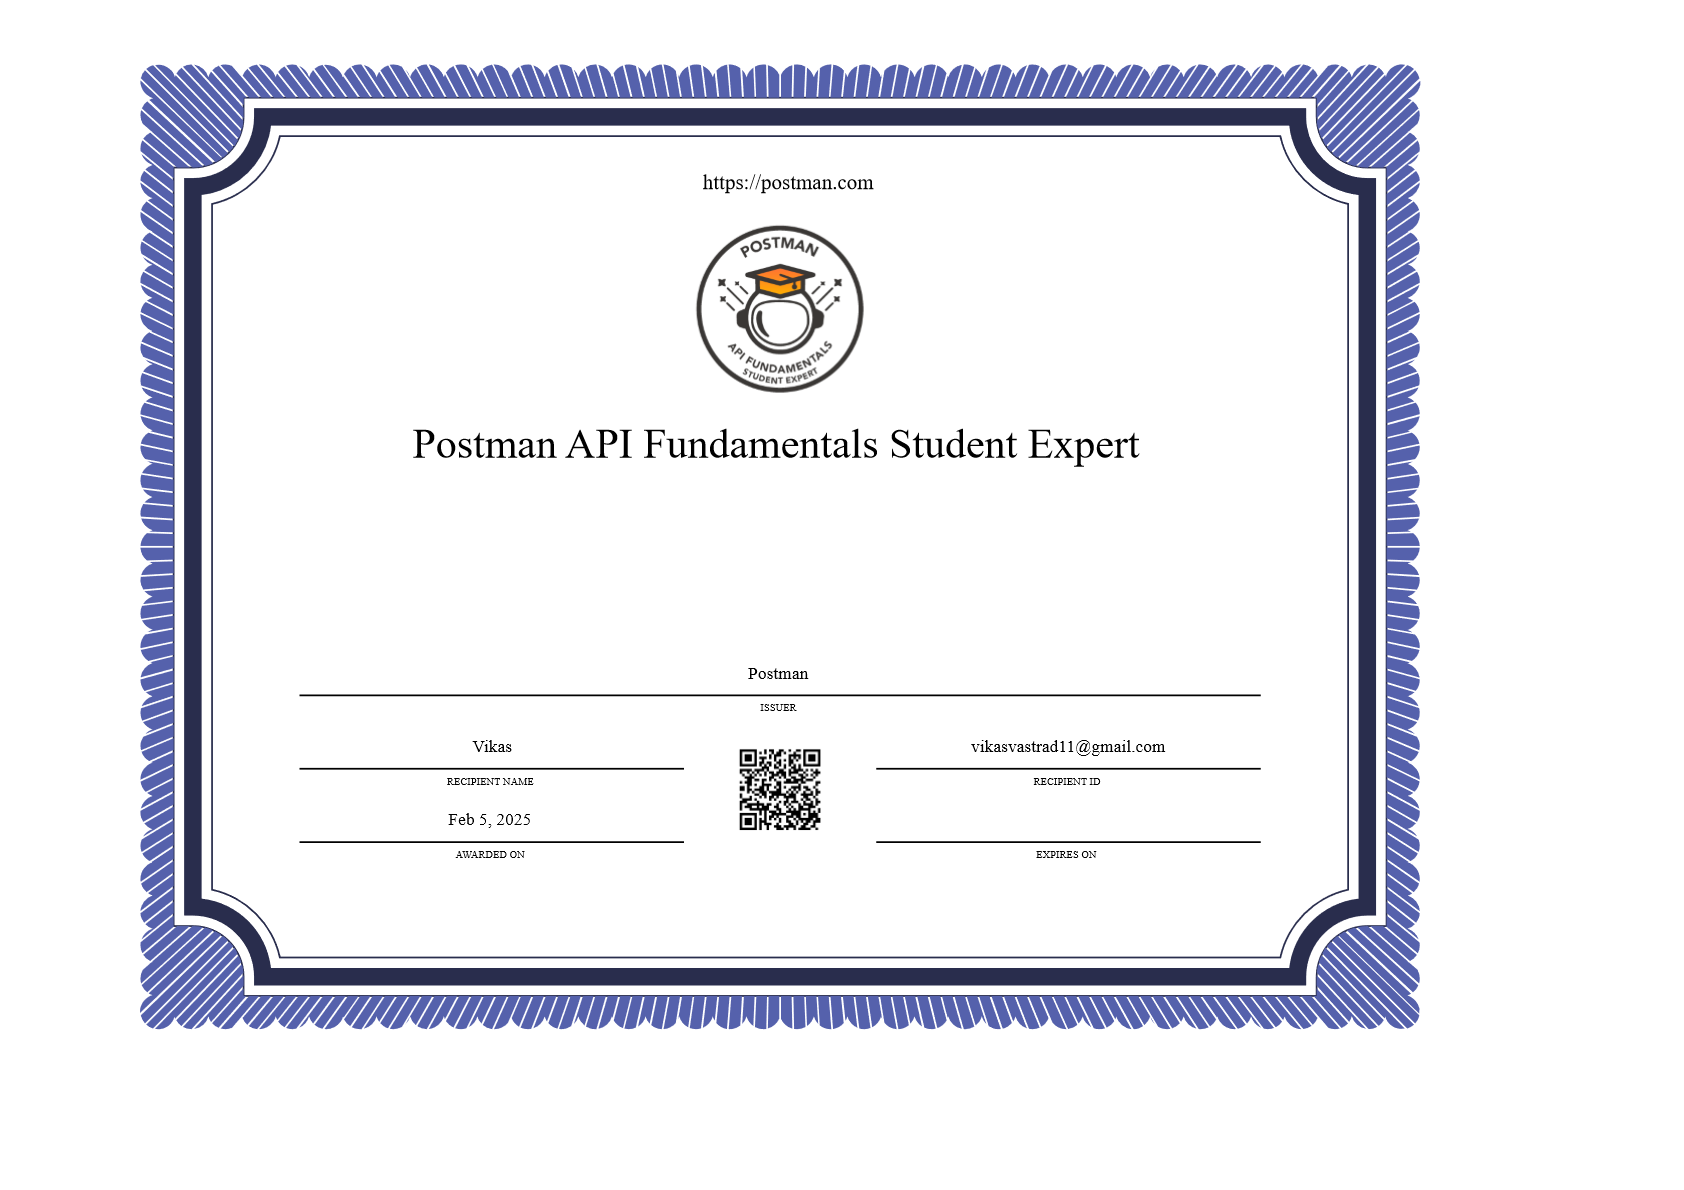 https://postman.com
POSTMAN
API FUNDAMENTALS
STUDENT EXPERT
Postman API Fundamentals Student Expert
Postman
ISSUER
Vikas
RECIPIENT NAME
vikasvastrad11@gmail.com
RECIPIENT ID
Feb 5, 2025
AWARDED ON
EXPIRES ON